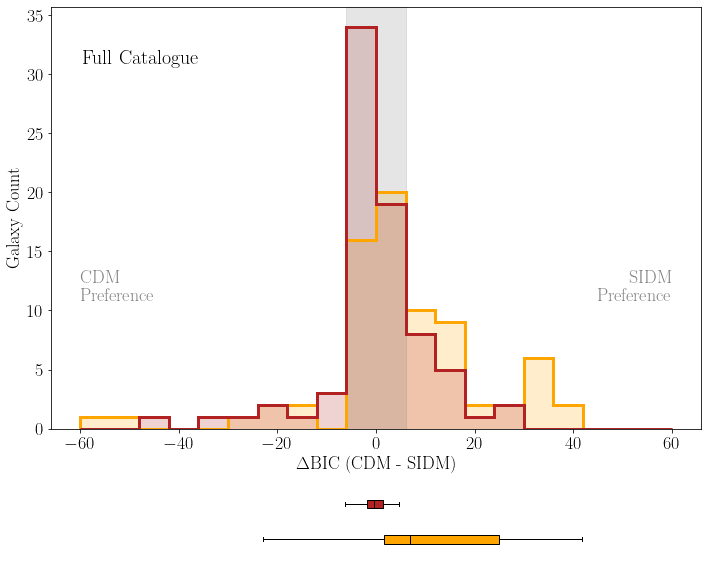 35
Full Catalogue
30
25
20
15
10
5
0
Galaxy Count
CDM
Preference
SIDM
Preference
−60 −40 −20 0 20 40 60
ΔBIC (CDM - SIDM)